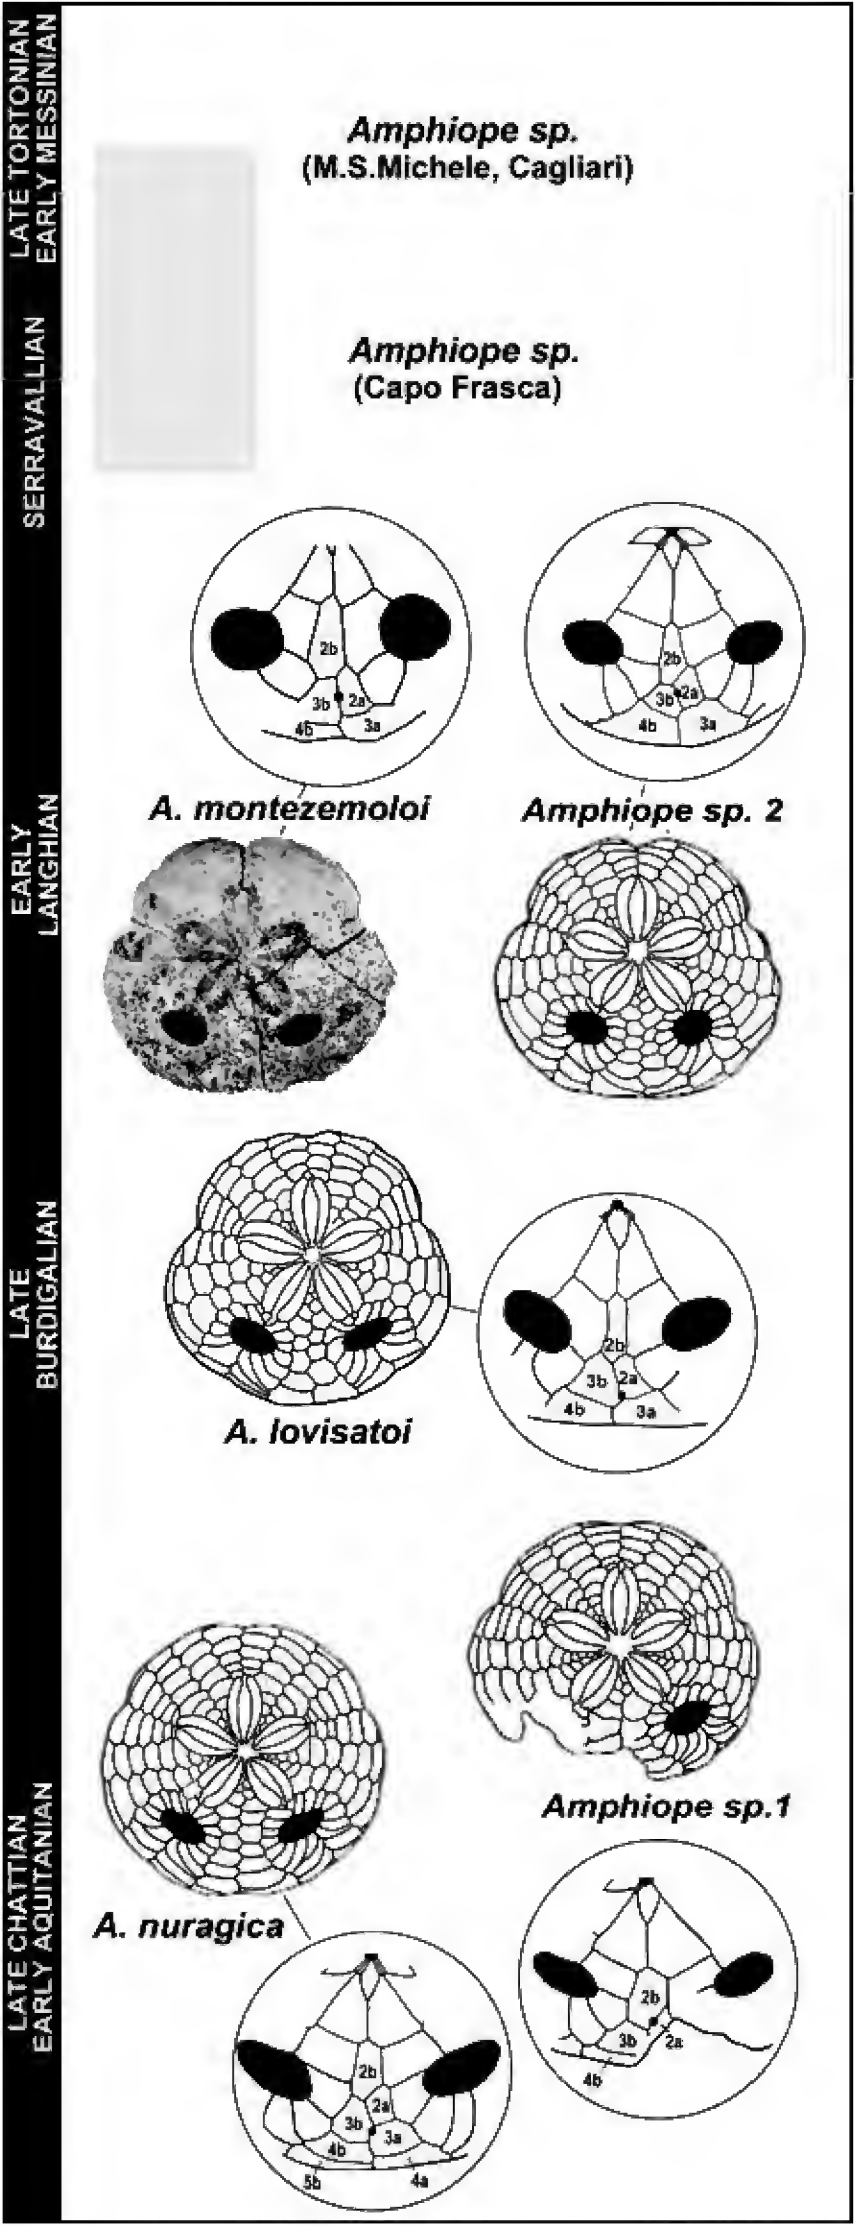 LATE TORTONIAN
EARLY MESSINIAN
Amphiope sp.
(M.S.Michele, Cagliari)
SERRAVALLIAN
Amphiope sp.
(Capo Frasca)
2b
3b 2a
4b 3a
2b
3b 2a
4b 3a
A. montezemoloi
Amphiope sp. 2
EARLY
LANGHIAN
LATE
BURDIGALIAN
2b
3b 2a
4b 3a
A. lovisatoi
Amphiope sp.1
LATE CHATTIAN
EARLY AQUITANIAN
A. nuragica
2b
3b 2a
4b
2b
2a
3b 3a
4b
5b 4a